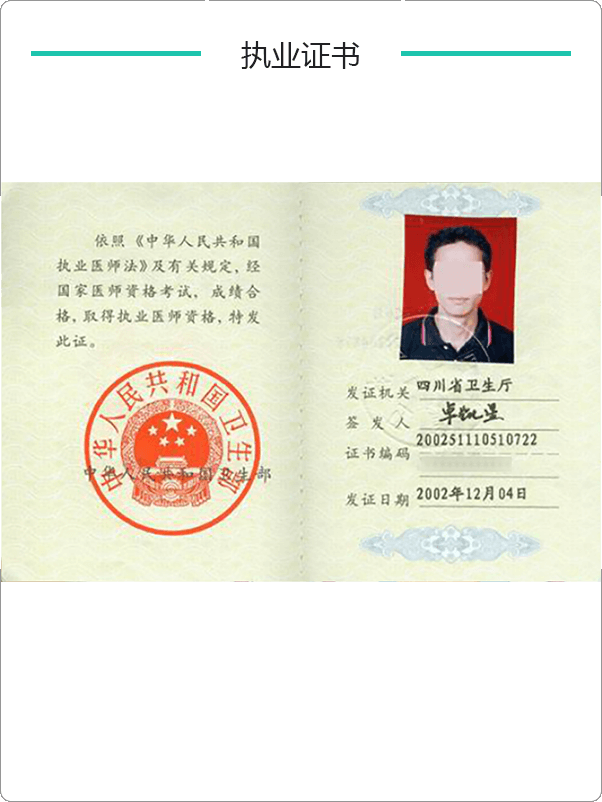 执业证书
依照《中华人民共和国
执业医师法》及有关规定,经
国家医师资格考试,成绩合
格,取得执业医师资格,特发
此证。
中华人民共和国卫生部
中华人民共和国卫生部
发证机关 四川省卫生厅
签发人
证书编码 200251110510722
发证日期 2002年12月04日